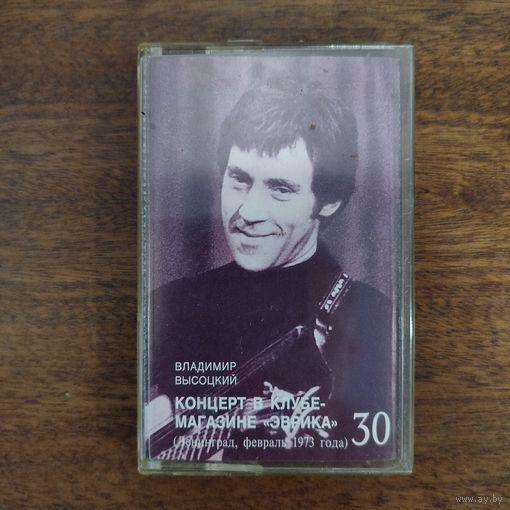 ВЛАДИМИР
ВЫСОЦКИЙ
КОНЦЕРТ В КЛУБЕ-
МАГАЗИНЕ «ЭВРИКА»
(Ленинград, февраль 1973 года) 30
www.ay.by